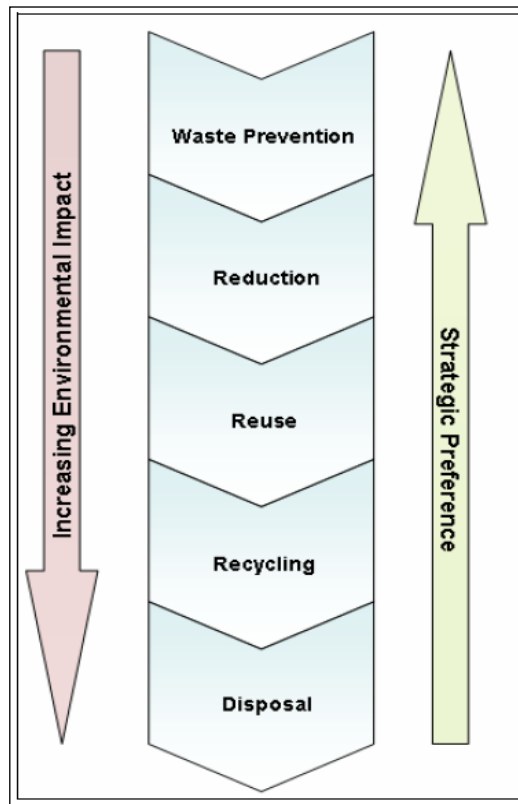 Waste Prevention
Reduction
Reuse
Recycling
Disposal
Increasing Environmental Impact
Strategic Preference